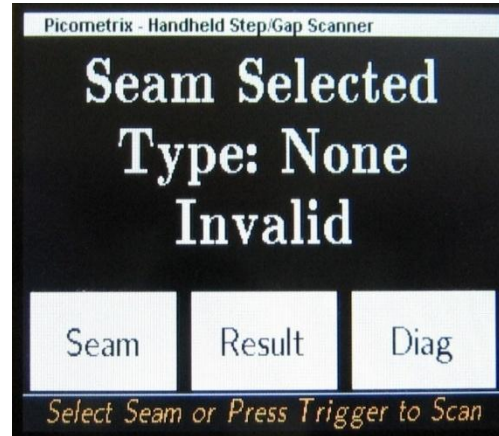 Picometrix - Handheld Step/Gap Scanner
Seam Selected
Type: None
Invalid
Seam Result Diag
Select Seam or Press Trigger to Scan